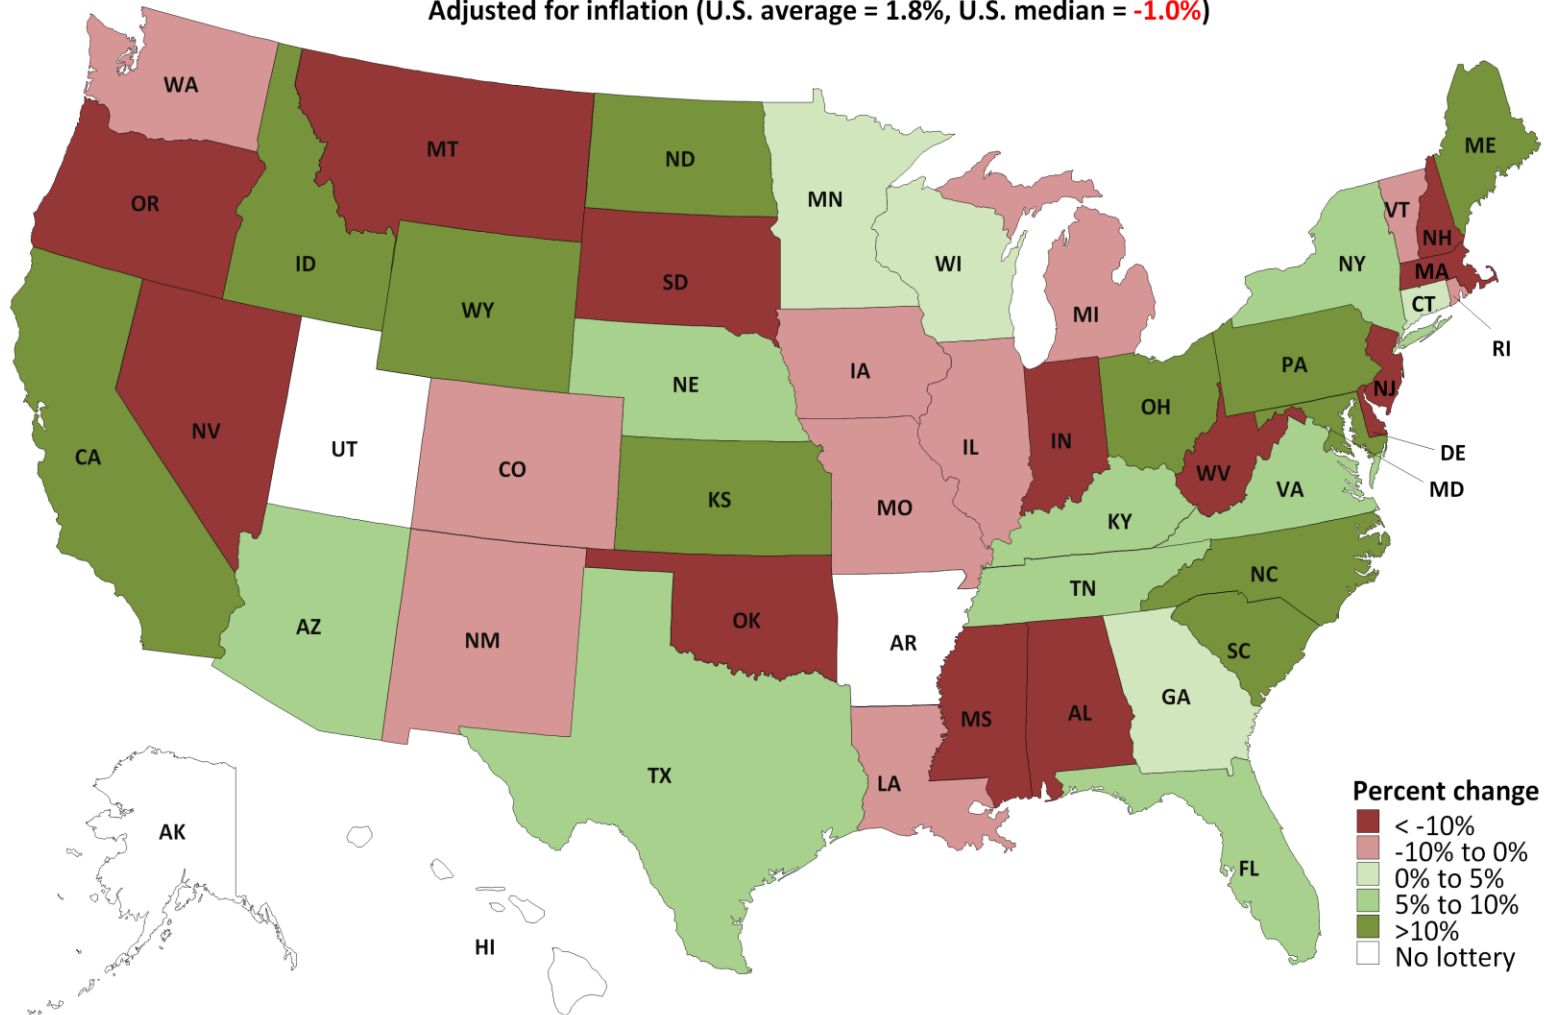 Adjusted for inflation (U.S. average = 1.8%, U.S. median = -1.0%)
WA
MT
ND
MN
ME
OR
ID
WY
SD
WI
MI
NY
VT
NH
MA
CT
RI
NV
UT
CO
NE
IA
IL
IN
OH
PA
NJ
DE
MD
CA
KS
MO
KY
WV
VA
AZ
NM
OK
AR
TN
NC
SC
TX
LA
MS
AL
GA
FL
AK
HI
Percent change
< -10%
-10% to 0%
0% to 5%
5% to 10%
>10%
No lottery